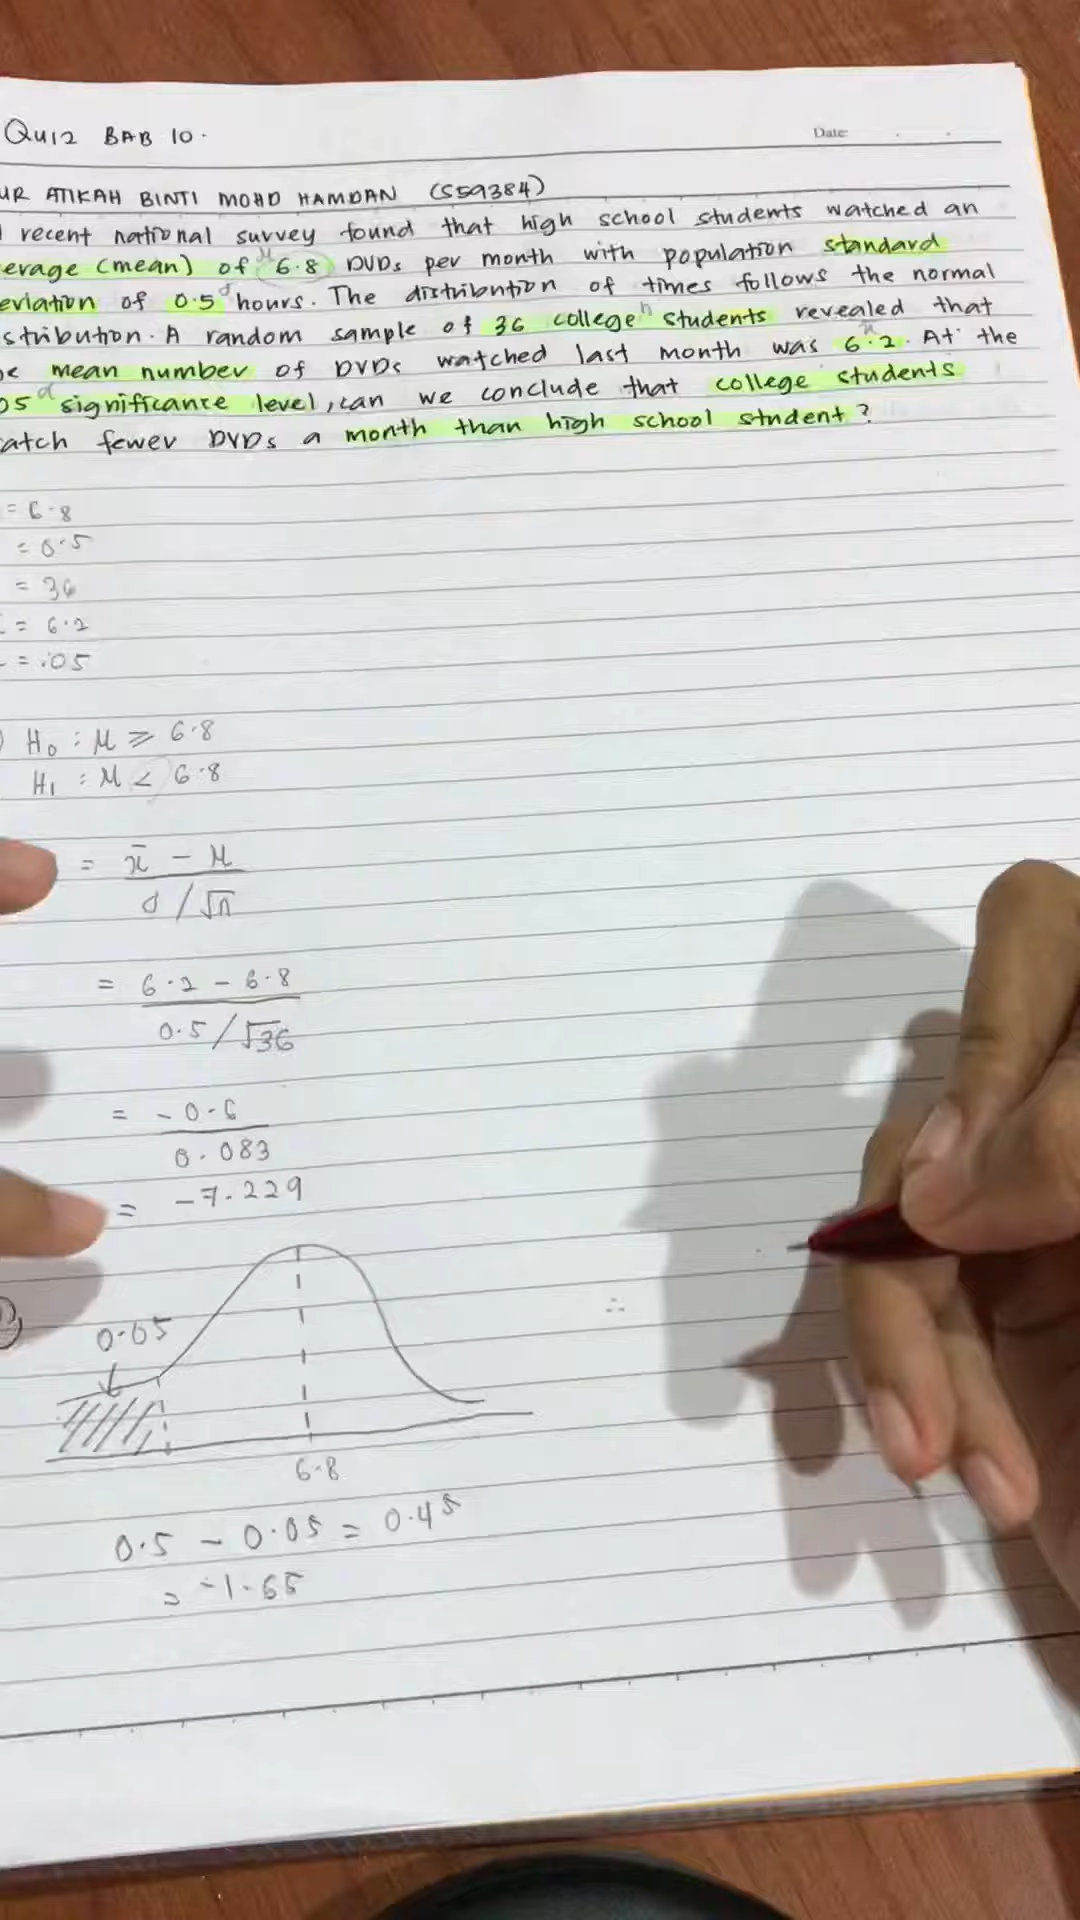 QUIZ BAB 10.
Date:
UR ATIKAH BINTI MOHD HAMDAN (S59384)
recent national survey found that high school students watched an
erage (mean) of 6.8 DVDs per month with population standard
eviation of 0.5 hours. The distribution of times follows the normal
stribution. A random sample of 36 college students revealed that
e mean number of DVDs watched last month was 6.2. At the
05 significance level, can we conclude that college students
atch fewer DVDs a month than high school student?
= 6.8
= 0.5
= 36
= 6.2
= .05
H₀ : μ ≥ 6.8
H₁ : μ < 6.8
= x̄ - μ
σ / √n
= 6.2 - 6.8
0.5 / √36
= -0.6
0.083
= -7.229
0.05
∴
6.8
0.5 - 0.05 = 0.45
= -1.65